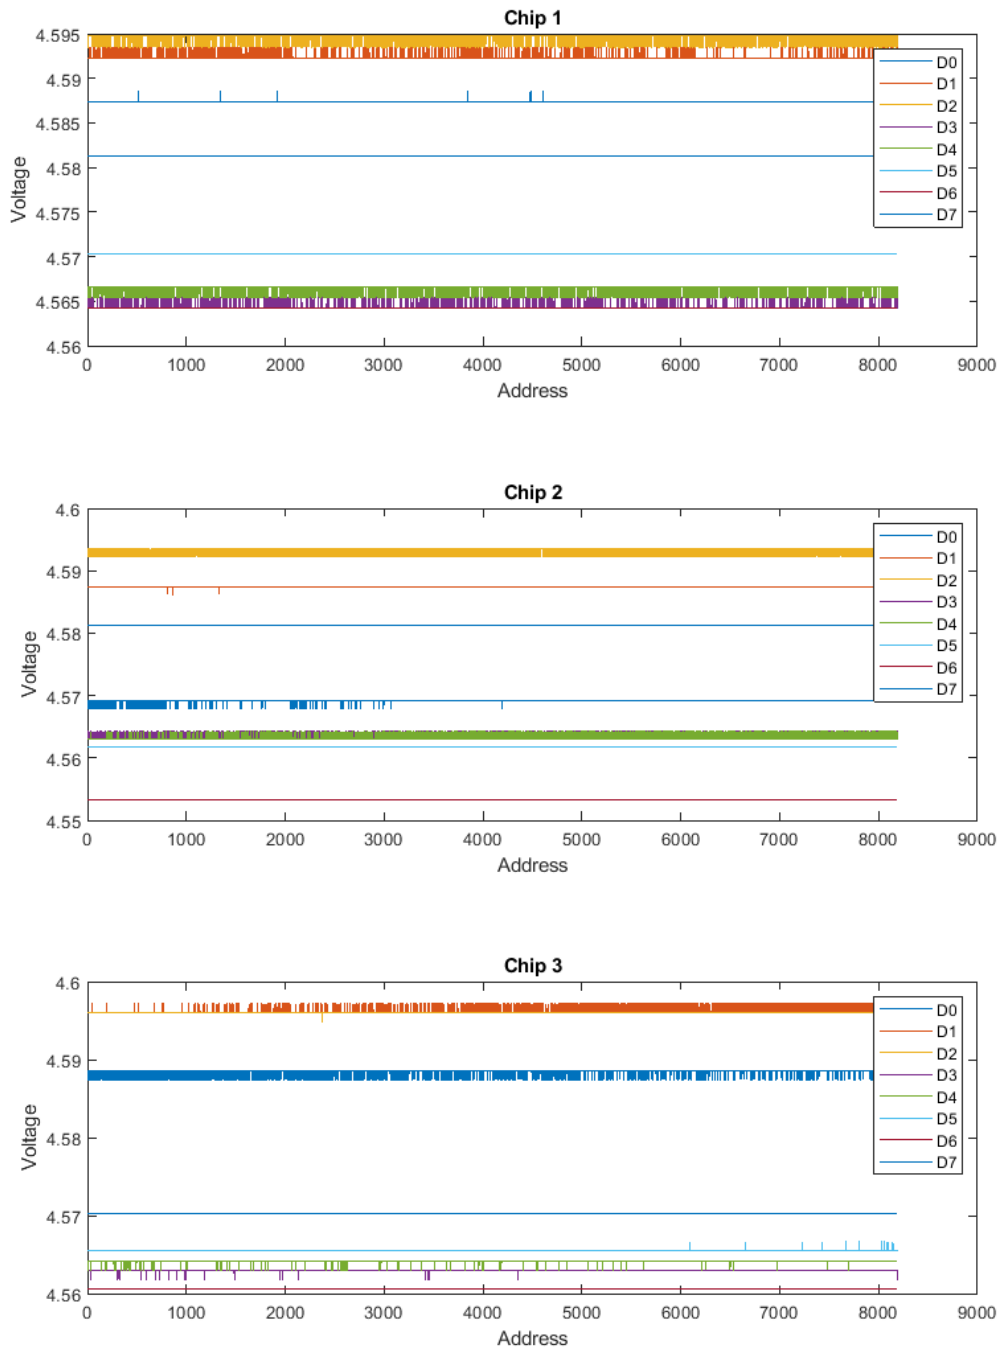 Chip 1
4.595
4.59
4.585
4.58
4.575
4.57
4.565
4.56
Voltage
0 1000 2000 3000 4000 5000 6000 7000 8000 9000
Address
D0
D1
D2
D3
D4
D5
D6
D7
Chip 2
4.6
4.59
4.58
4.57
4.56
4.55
Voltage
0 1000 2000 3000 4000 5000 6000 7000 8000 9000
Address
D0
D1
D2
D3
D4
D5
D6
D7
Chip 3
4.6
4.59
4.58
4.57
4.56
Voltage
0 1000 2000 3000 4000 5000 6000 7000 8000 9000
Address
D0
D1
D2
D3
D4
D5
D6
D7